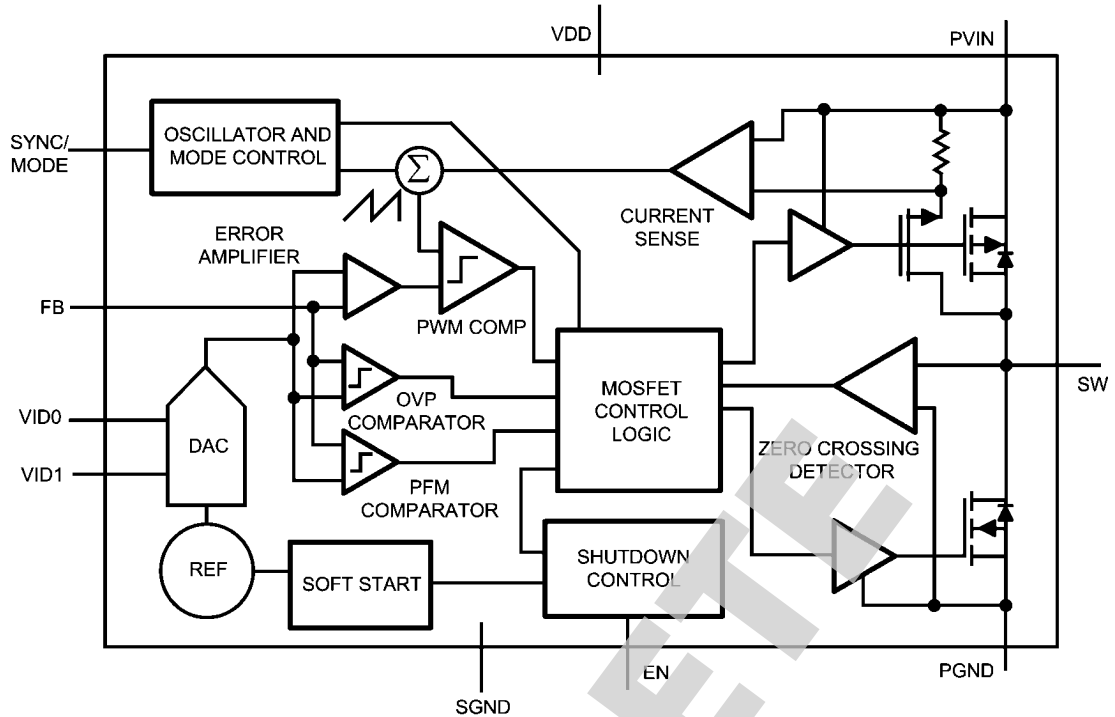 VDD
PVIN
SYNC/
MODE
OSCILLATOR AND
MODE CONTROL
Σ
CURRENT
SENSE
ERROR
AMPLIFIER
FB
PWM COMP
OVP
COMPARATOR
MOSFET
CONTROL
LOGIC
SW
VID0
DAC
VID1
PFM
COMPARATOR
ZERO CROSSING
DETECTOR
REF
SOFT START
SHUTDOWN
CONTROL
SGND
EN
PGND
ETE